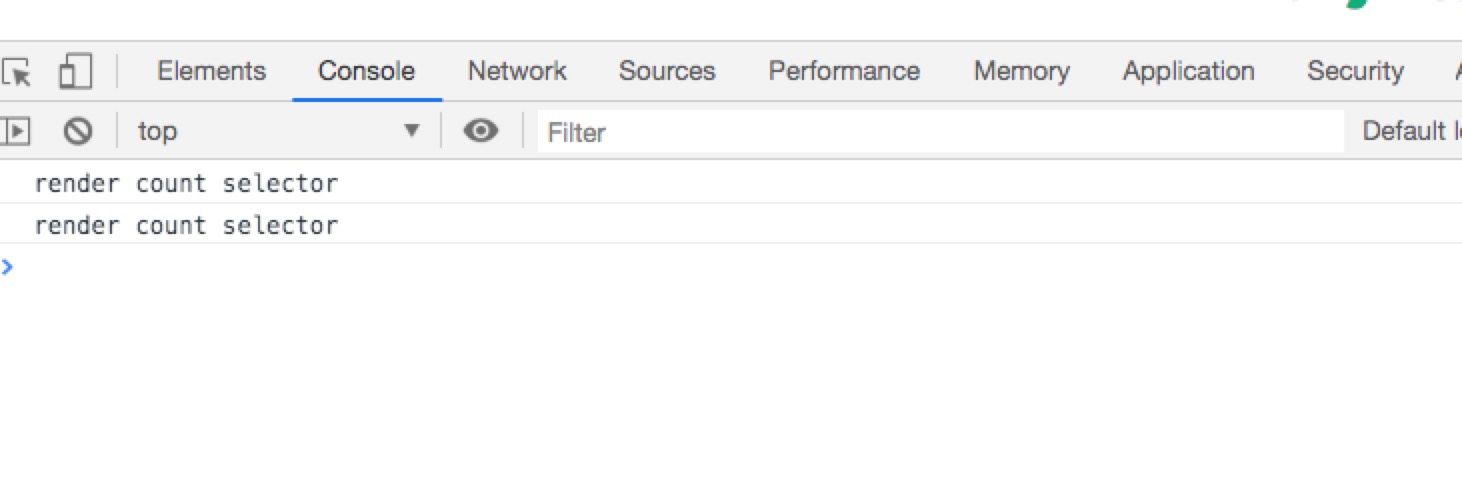 Elements Console Network Sources Performance Memory Application Security
top Filter Default
render count selector
render count selector